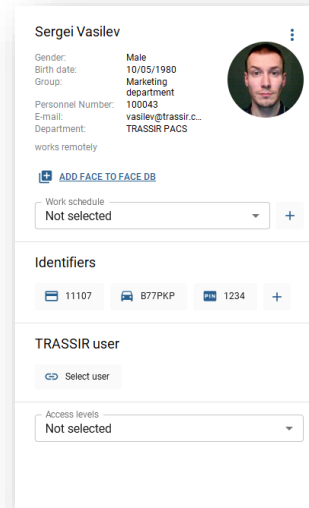 Sergei Vasilev
Gender: Male
Birth date: 10/05/1980
Group: Marketing
department
Personnel Number: 100043
E-mail: vasilev@trassir.c...
Department: TRASSIR PACS
works remotely
ADD FACE TO FACE DB
Work schedule
Not selected
Identifiers
11107 B77PKP PIN 1234
TRASSIR user
Select user
Access levels
Not selected